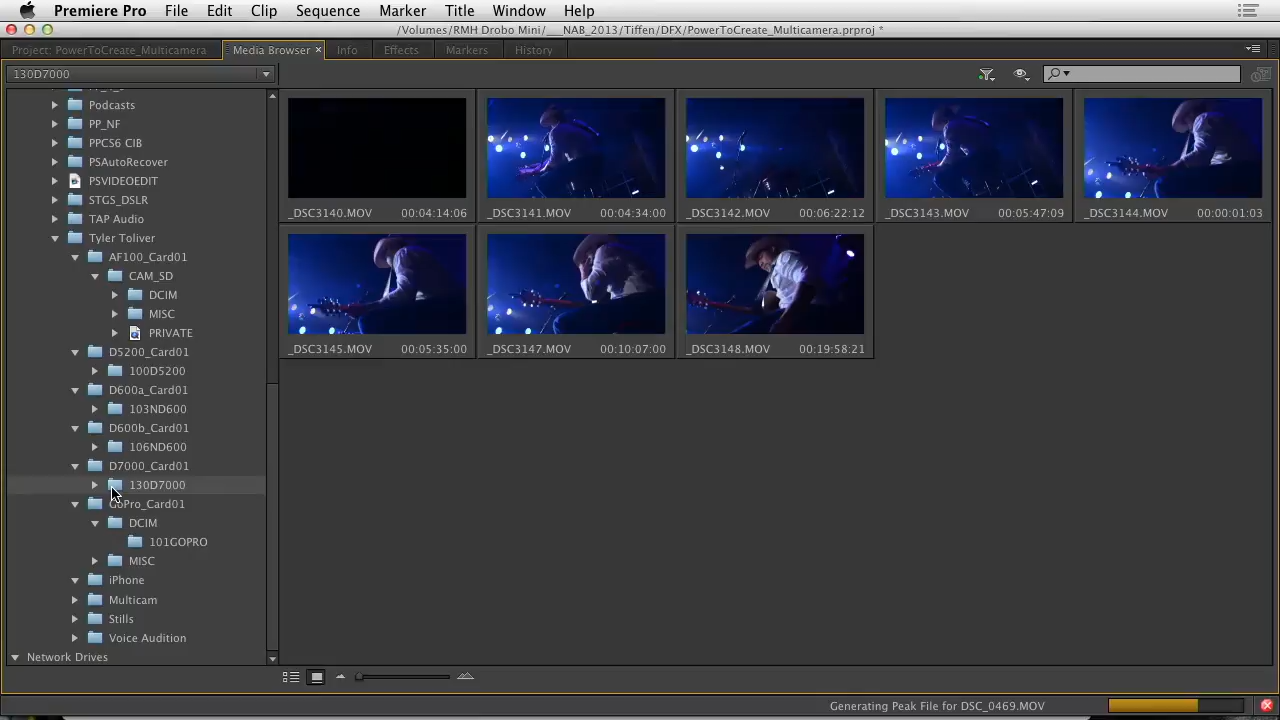 Premiere Pro File Edit Clip Sequence Marker Title Window Help
/Volumes/RMH Drobo Mini/___NAB_2013/Tiffen/DFX/PowerToCreate_Multicamera.prproj *
Project: PowerToCreate_Multicamera Media Browser × Info Effects Markers History
130D7000
Podcasts
PP_NF
PPCS6 CIB
PSAutoRecover
PSVIDEOEDIT
STGS_DSLR
TAP Audio
Tyler Toliver
AF100_Card01
CAM_SD
DCIM
MISC
PRIVATE
D5200_Card01
100D5200
D600a_Card01
103ND600
D600b_Card01
106ND600
D7000_Card01
130D7000
GoPro_Card01
DCIM
101GOPRO
MISC
iPhone
Multicam
Stills
Voice Audition
Network Drives
_DSC3140.MOV 00:04:14:06
_DSC3141.MOV 00:04:34:00
_DSC3142.MOV 00:06:22:12
_DSC3143.MOV 00:05:47:09
_DSC3144.MOV 00:00:01:03
_DSC3145.MOV 00:05:35:00
_DSC3147.MOV 00:10:07:00
_DSC3148.MOV 00:19:58:21
Generating Peak File for DSC_0469.MOV